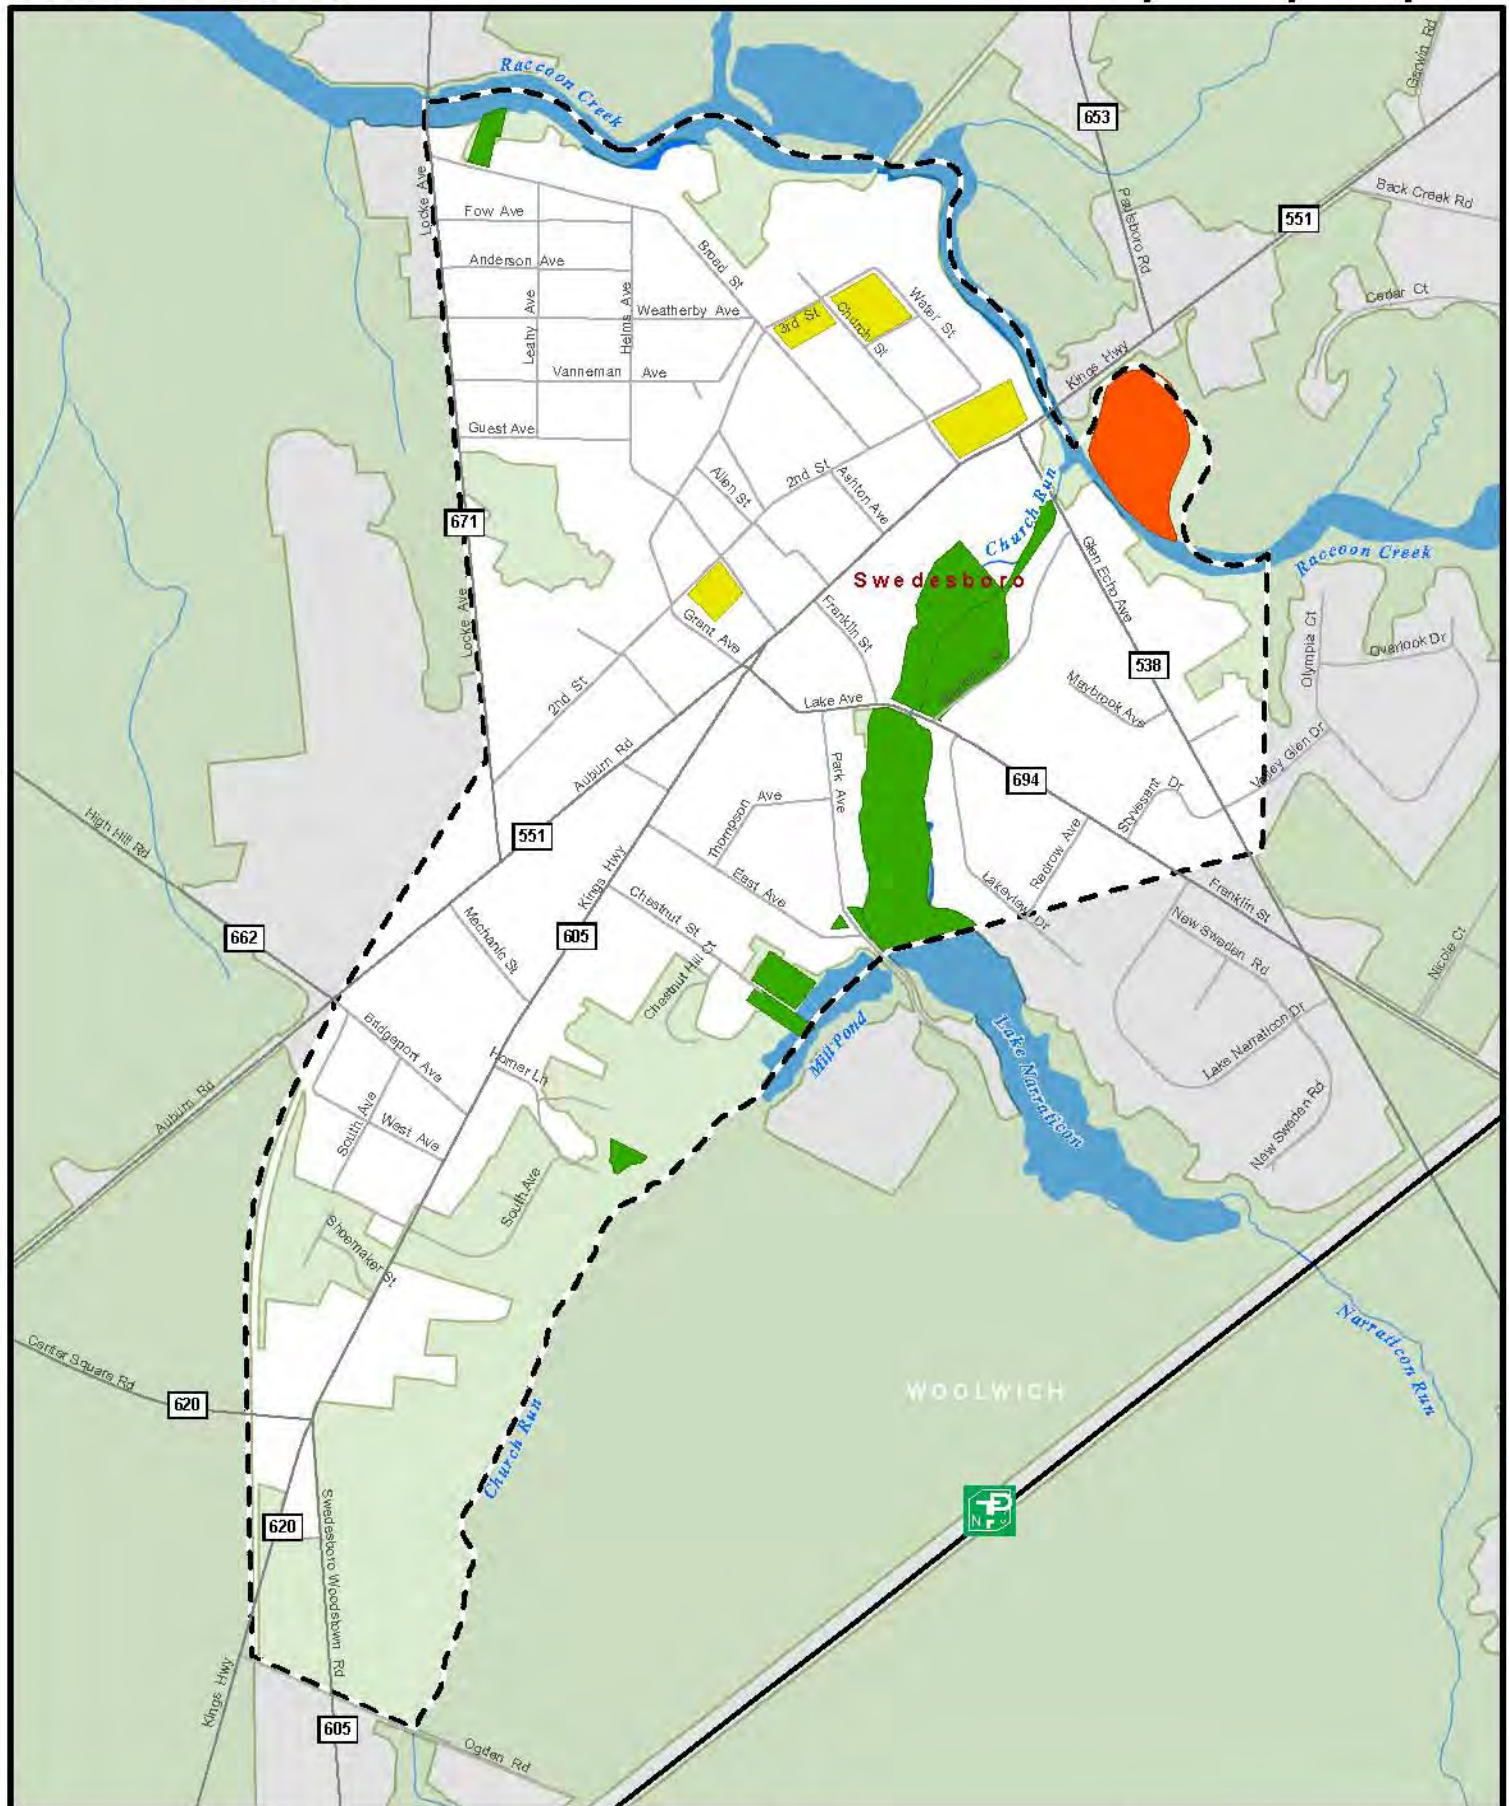 Raccoon Creek
653
Garwin Rd
Back Creek Rd
551
Paulsboro Rd
Cedar Ct
Locke Ave
Fow Ave
Anderson Ave
Broad St
Leahy Ave
Helms Ave
Weatherby Ave
3rd St
Church St
Water St
Kings Hwy
Vanneman Ave
Guest Ave
Allen St
2nd St
Ashton Ave
Church Run
671
Glen Echo Ave
Raccoon Creek
Swedesboro
Locke Ave
Grant Ave
Franklin St
Olympia Ct
Overlook Dr
538
2nd St
Lake Ave
Maybrook Ave
Auburn Rd
Park Ave
694
Valley Glen Dr
Thompson Ave
Styvesant Dr
High Hill Rd
551
Kings Hwy
East Ave
Redrow Ave
Lakeview Dr
Franklin St
Chestnut St
Mechanic St
605
662
New Sweden Rd
Nicole Ct
Chestnut Hill Ct
Bridgeport Ave
Homer Ln
Mill Pond
Lake Narraticon
Lake Narraticon Dr
Auburn Rd
South Ave
West Ave
New Sweden Rd
South Ave
Shoemaker St
Center Square Rd
620
Narraticon Run
WOOLWICH
Church Run
620
Swedesboro Woodstown Rd
Kings Hwy
605
Ogden Rd